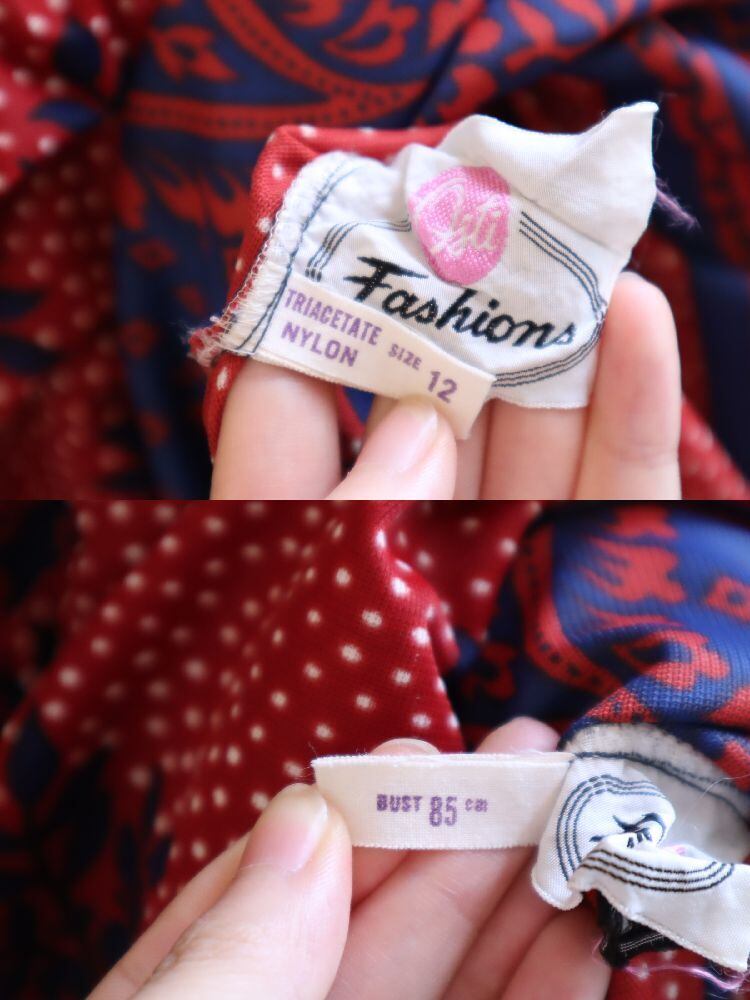 Fashions
TRIACETATE
NYLON
SIZE 12
BUST 85 cm